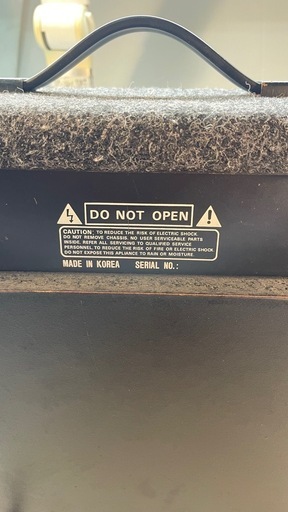 DO NOT OPEN
CAUTION: TO REDUCE THE RISK OF ELECTRIC SHOCK.
DO NOT REMOVE CHASSIS. NO USER SERVICEABLE PARTS
INSIDE. REFER ALL SERVICING TO QUALIFIED SERVICE
PERSONNEL. TO REDUCE THE RISK OF FIRE OR ELECTRIC SHOCK.
DO NOT EXPOSE THIS APLIANCE TO RAIN OR MOISTURE.
MADE IN KOREA SERIAL NO.: